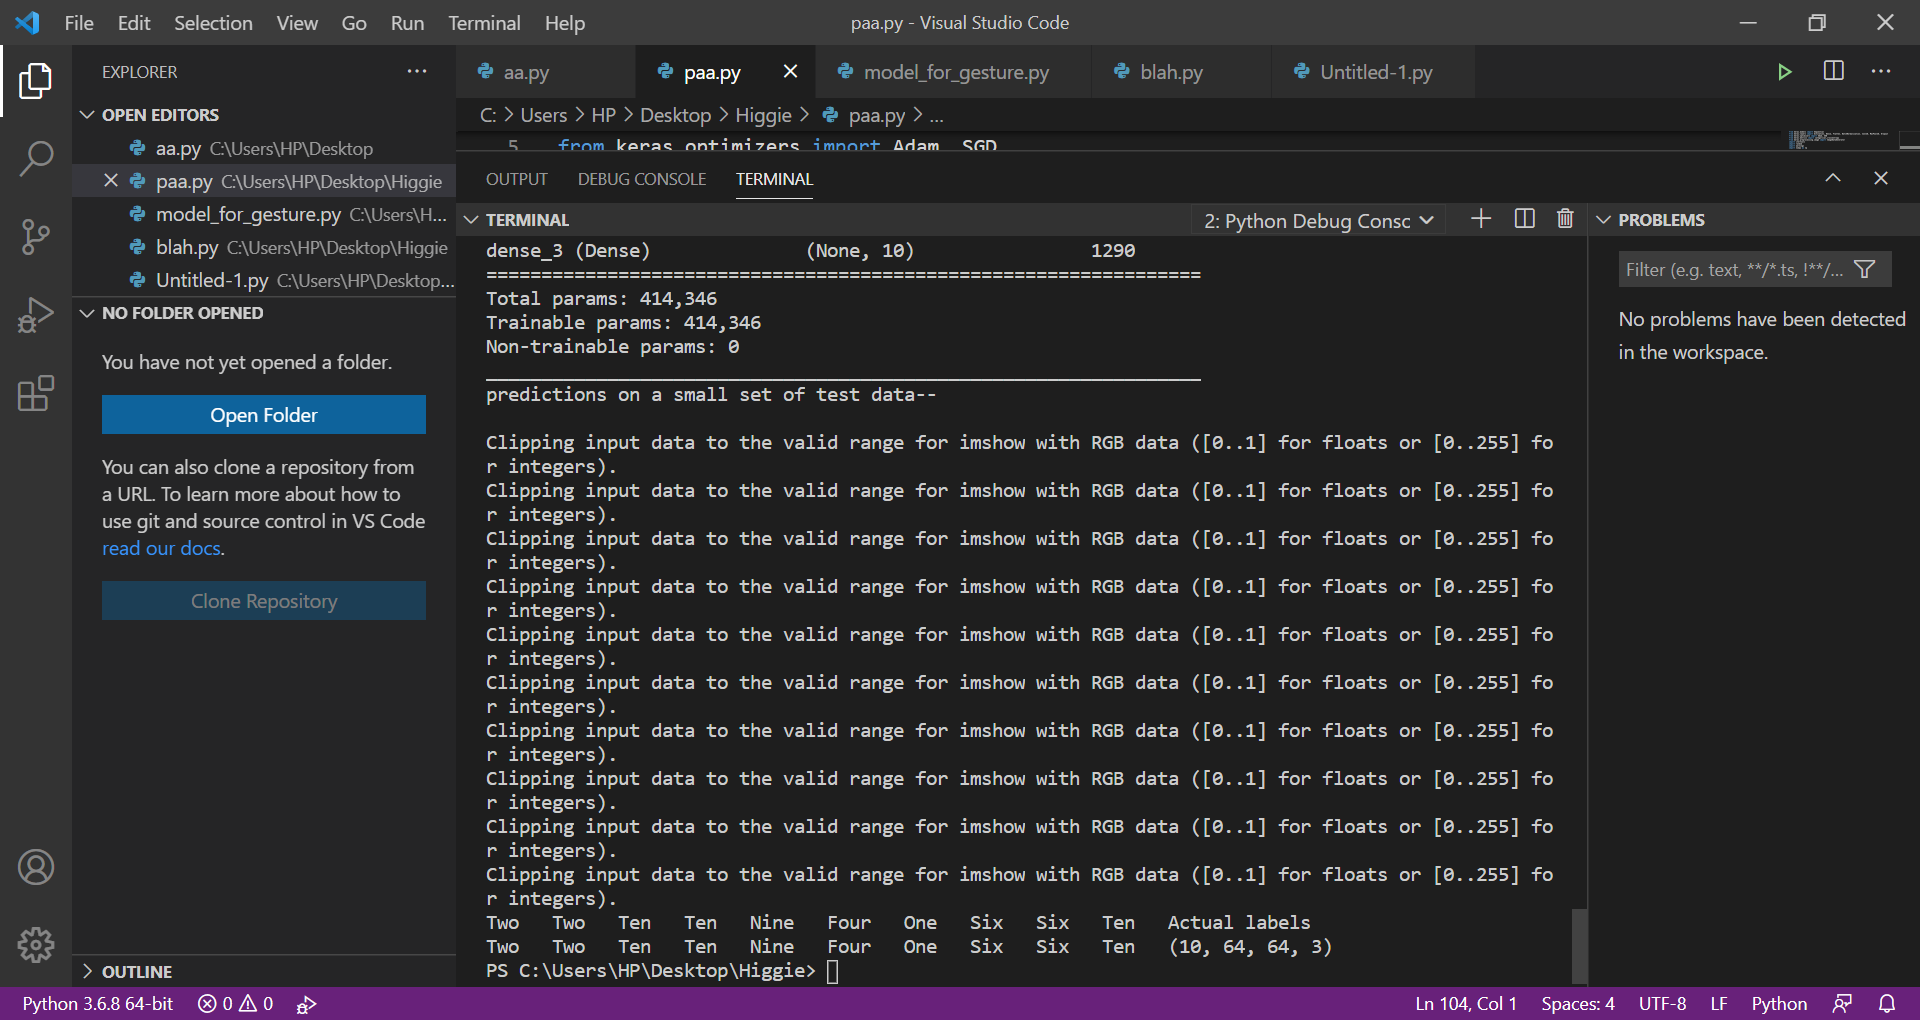 File Edit Selection View Go Run Terminal Help
paa.py - Visual Studio Code
EXPLORER
OPEN EDITORS
aa.py C:\Users\HP\Desktop
paa.py C:\Users\HP\Desktop\Higgie
model_for_gesture.py C:\Users\H...
blah.py C:\Users\HP\Desktop\Higgie
Untitled-1.py C:\Users\HP\Desktop...
NO FOLDER OPENED
You have not yet opened a folder.
Open Folder
You can also clone a repository from
a URL. To learn more about how to
use git and source control in VS Code
read our docs.
Clone Repository
OUTLINE
aa.py
paa.py
model_for_gesture.py
blah.py
Untitled-1.py
C: > Users > HP > Desktop > Higgie > paa.py > ...
5 from keras.optimizers import Adam, SGD
OUTPUT DEBUG CONSOLE TERMINAL
TERMINAL
2: Python Debug Consc
dense_3 (Dense) (None, 10) 1290
=================================================================
Total params: 414,346
Trainable params: 414,346
Non-trainable params: 0
_________________________________________________________________
predictions on a small set of test data--
Clipping input data to the valid range for imshow with RGB data ([0..1] for floats or [0..255] fo
r integers).
Clipping input data to the valid range for imshow with RGB data ([0..1] for floats or [0..255] fo
r integers).
Clipping input data to the valid range for imshow with RGB data ([0..1] for floats or [0..255] fo
r integers).
Clipping input data to the valid range for imshow with RGB data ([0..1] for floats or [0..255] fo
r integers).
Clipping input data to the valid range for imshow with RGB data ([0..1] for floats or [0..255] fo
r integers).
Clipping input data to the valid range for imshow with RGB data ([0..1] for floats or [0..255] fo
r integers).
Clipping input data to the valid range for imshow with RGB data ([0..1] for floats or [0..255] fo
r integers).
Clipping input data to the valid range for imshow with RGB data ([0..1] for floats or [0..255] fo
r integers).
Clipping input data to the valid range for imshow with RGB data ([0..1] for floats or [0..255] fo
r integers).
Clipping input data to the valid range for imshow with RGB data ([0..1] for floats or [0..255] fo
r integers).
Two Two Ten Ten Nine Four One Six Six Ten Actual labels
Two Two Ten Ten Nine Four One Six Six Ten (10, 64, 64, 3)
PS C:\Users\HP\Desktop\Higgie>
PROBLEMS
Filter (e.g. text, **/*.ts, !**/...
No problems have been detected
in the workspace.
Python 3.6.8 64-bit 0 0
Ln 104, Col 1 Spaces: 4 UTF-8 LF Python